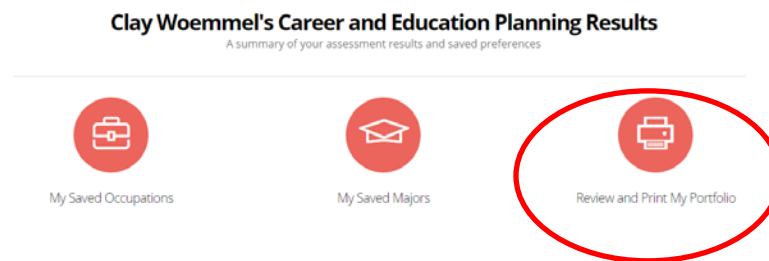 Clay Woemmel's Career and Education Planning Results
A summary of your assessment results and saved preferences
My Saved Occupations
My Saved Majors
Review and Print My Portfolio